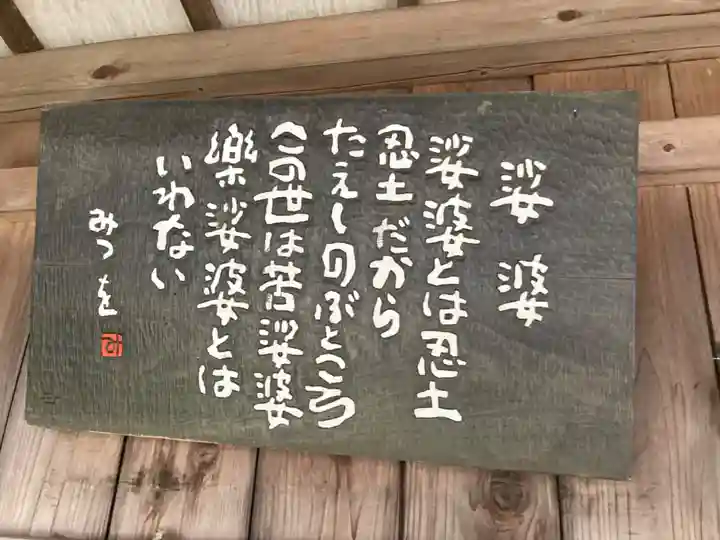 娑婆
娑婆とは忍土
忍土だから
たえしのぶところ
この世は苦娑婆
樂娑婆とは
いわない
みつを